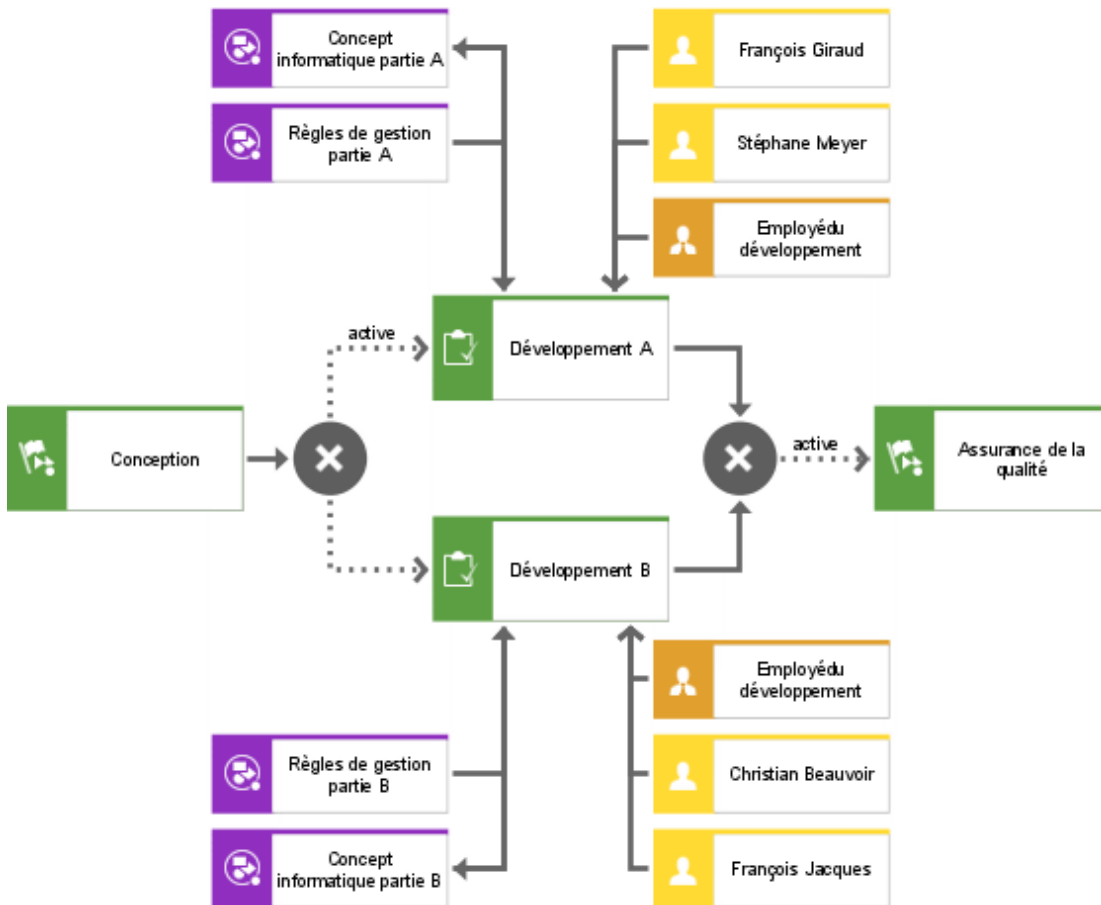 Concept
informatique partie A
François Giraud
Règles de gestion
partie A
Stéphane Meyer
Employédu
développement
active
Développement A
Conception
active
Assurance de la
qualité
Développement B
Employédu
développement
Règles de gestion
partie B
Christian Beauvoir
Concept
informatique partie B
François Jacques